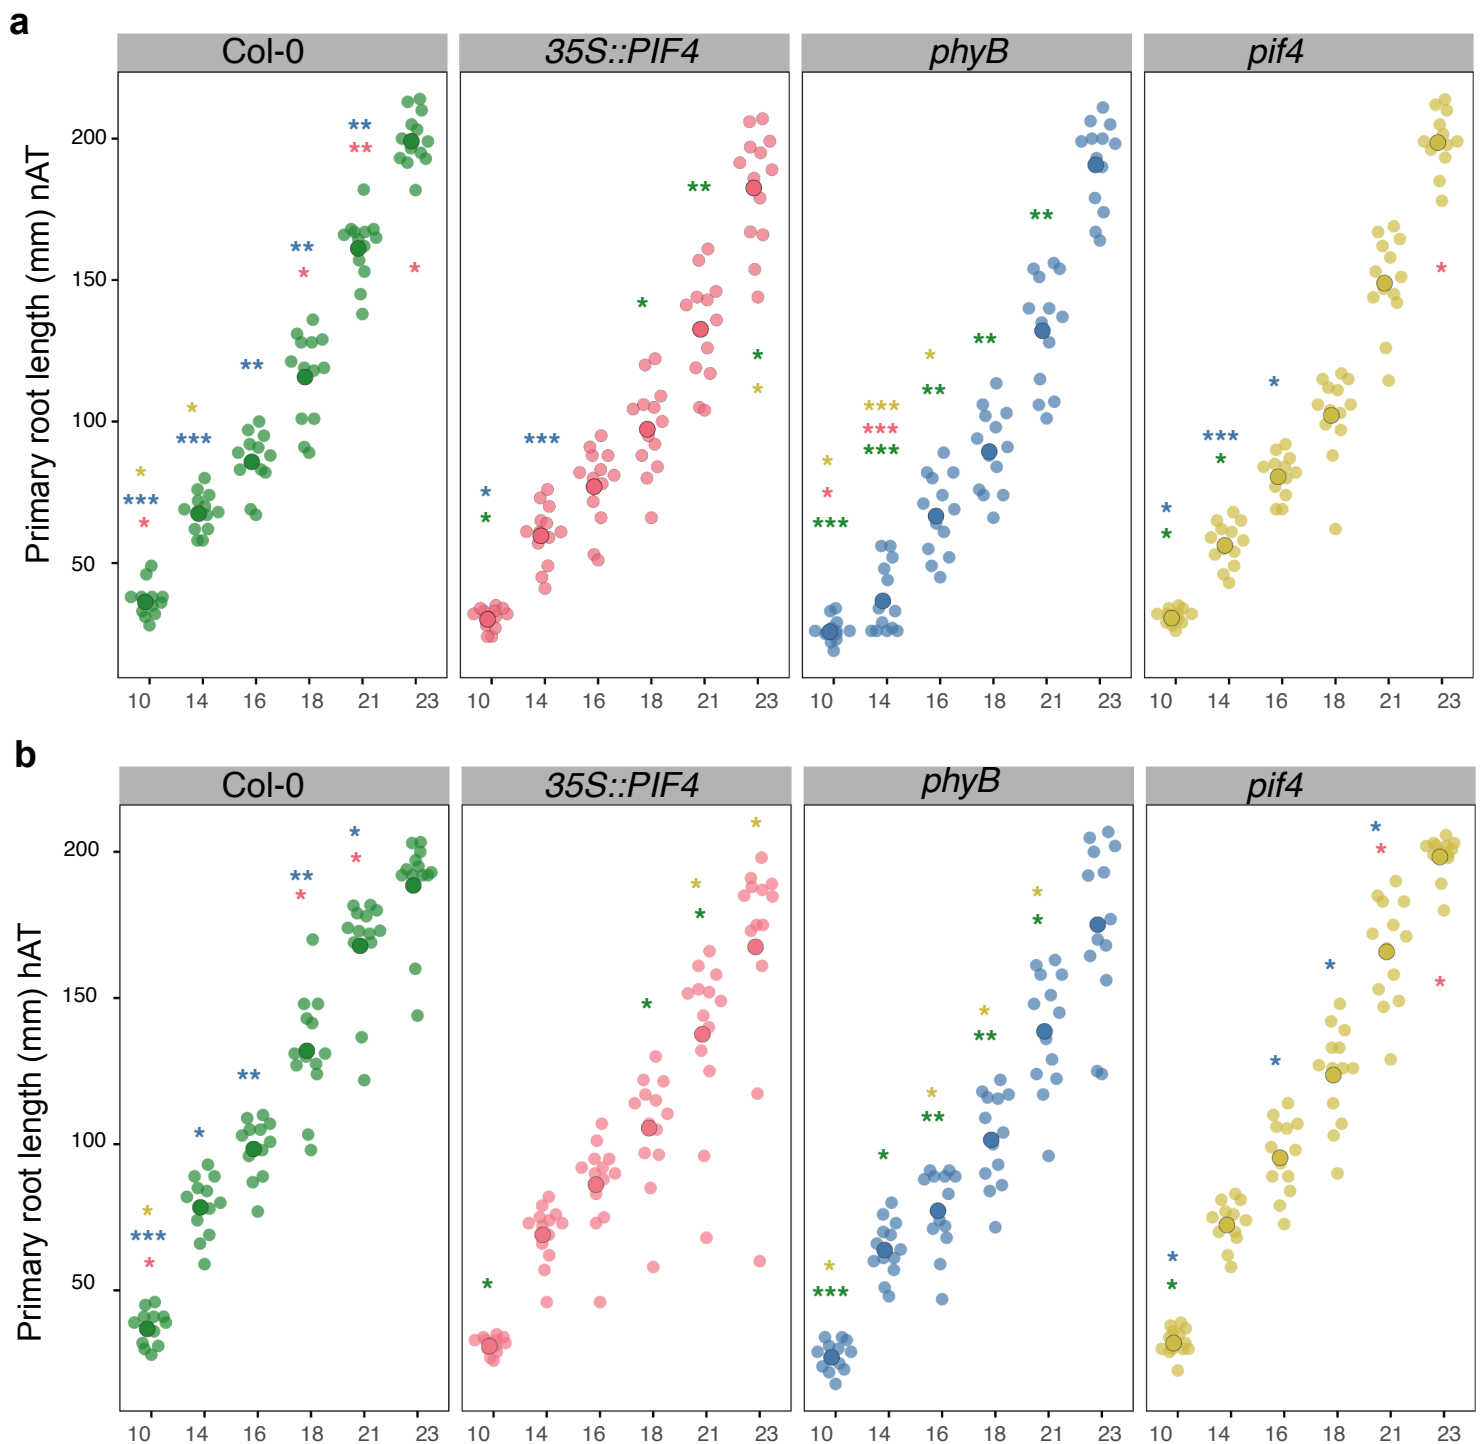 a
Col-0 35S::PIF4 phyB pif4
Primary root length (mm) nAT
200
150
100
50
** ** ** * ** * ** * *** * *** *
** * * * *** * *
** ** * ** *** *** *** * * ***
* * *** * * *
10 14 16 18 21 23 10 14 16 18 21 23 10 14 16 18 21 23 10 14 16 18 21 23
b
Col-0 35S::PIF4 phyB pif4
Primary root length (mm) hAT
200
150
100
50
* * ** * ** * * *** *
* * * * *
* * * ** * ** * * ***
* * * * * * *
10 14 16 18 21 23 10 14 16 18 21 23 10 14 16 18 21 23 10 14 16 18 21 23